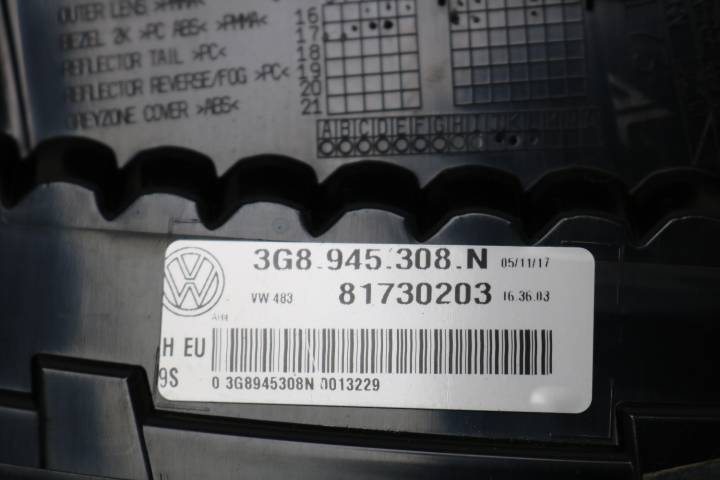 OUTER LENS >PMMA<
BEZEL 2K >PC ABS< >PMMA<
REFLECTOR TAIL >PC<
REFLECTOR REVERSE/FOG >PC<
GREYZONE COVER >ABS<
16
17
18
19
20
21
A B C D E F G H I J K
3G8.945.308.N 05/11/17
VW 483 81730203 16.36.03
H EU
9S 0 3G8945308N 0013229